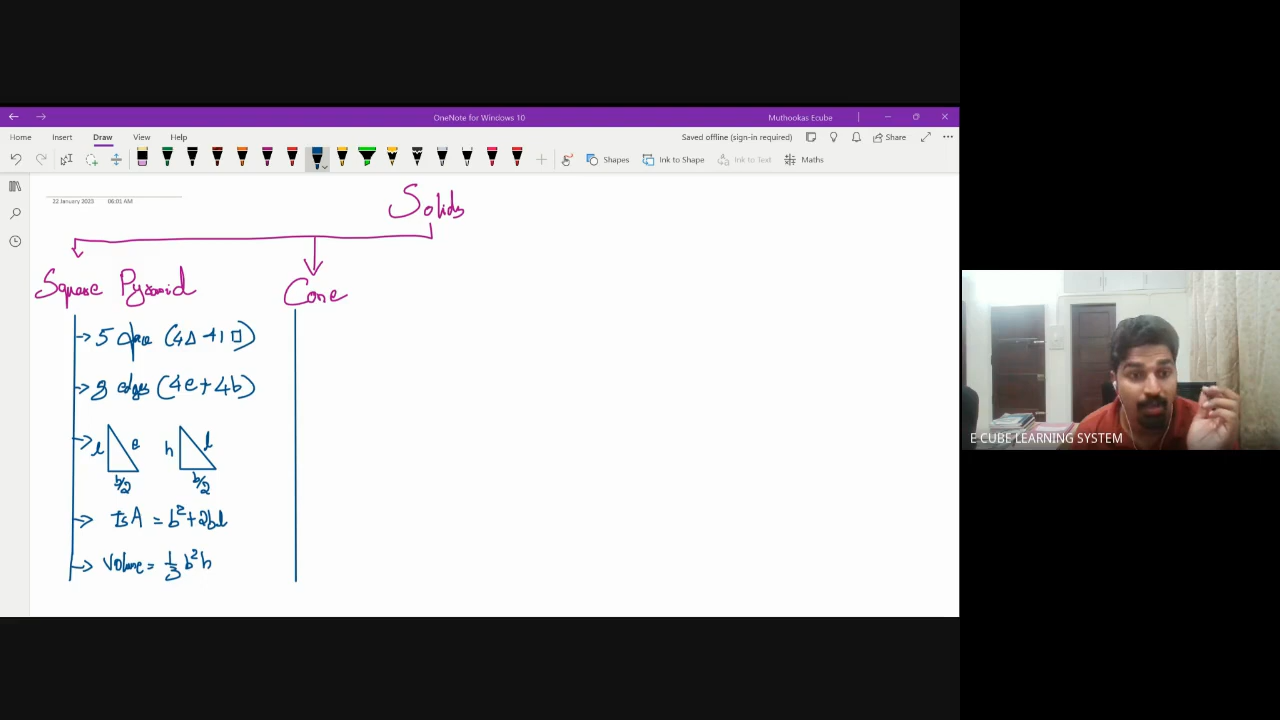 OneNote for Windows 10
Muthookas Ecube
Home Insert Draw View Help
Saved offline (sign-in required)
Share
Shapes
Ink to Shape
Ink to Text
Maths
22 January 2023 06:01 AM
Solids
Square Pyramid
Cone
→ 5 (4Δ+1□)
→ 8 edges (4e+4b)
→ l e b/2 h l b/2
→ TSA = b²+2bl
→ Volume = 1/3 b²h
E CUBE LEARNING SYSTEM